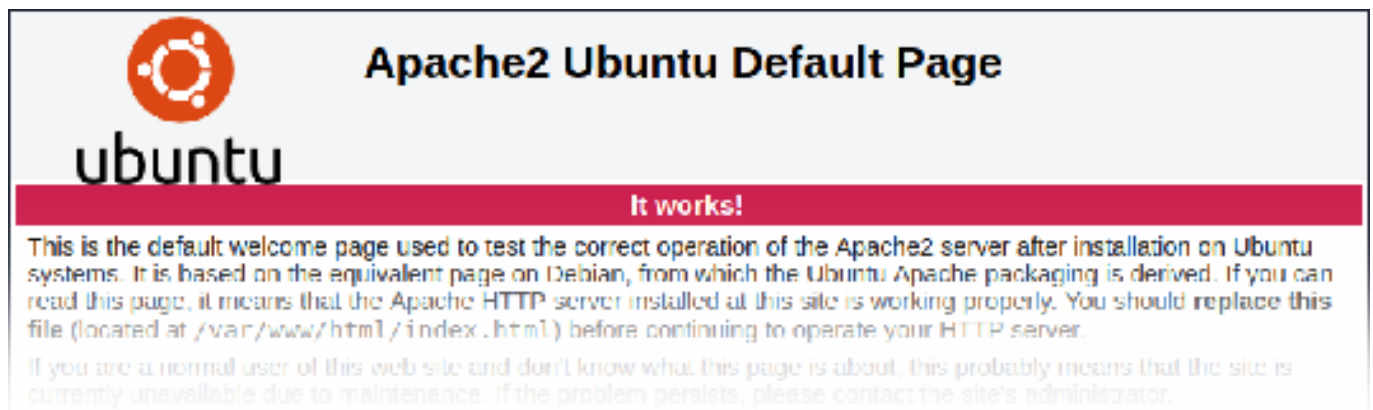 Apache2 Ubuntu Default Page
ubuntu
It works!
This is the default welcome page used to test the correct operation of the Apache2 server after installation on Ubuntu
systems. It is based on the equivalent page on Debian, from which the Ubuntu Apache packaging is derived. If you can
read this page, it means that the Apache HTTP server installed at this site is working properly. You should replace this
file (located at /var/www/html/index.html) before continuing to operate your HTTP server.
If you are a normal user of this web site and don't know what this page is about, this probably means that the site is
currently unavailable due to maintenance. If the problem persists, please contact the site's administrator.